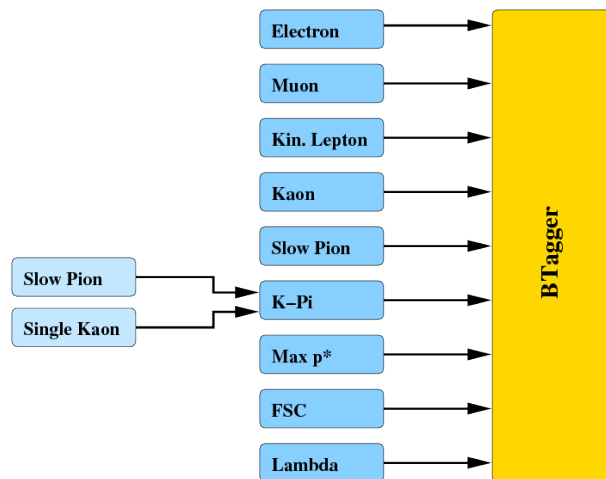 Electron
Muon
Kin. Lepton
Kaon
Slow Pion
Slow Pion
K−Pi
Single Kaon
Max p*
FSC
Lambda
BTagger